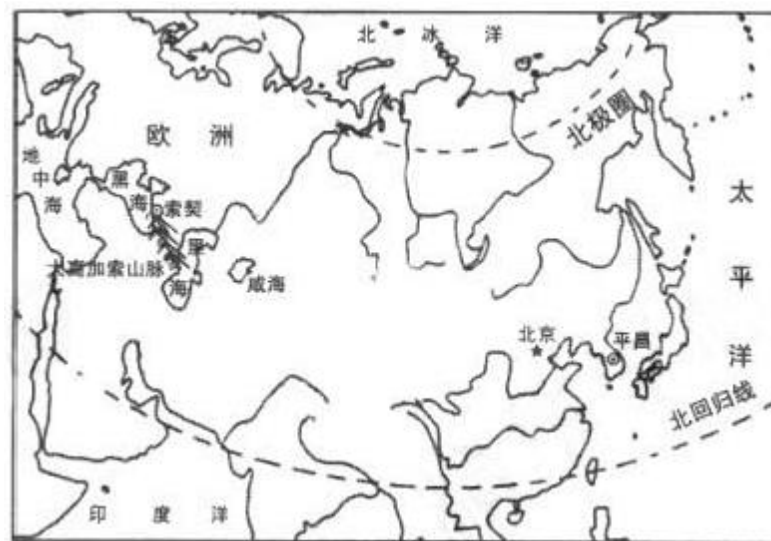 北冰洋
北极圈
欧洲
地中海
黑海
索契
太平洋
里海
大高加索山脉
咸海
北京
平昌
北回归线
印度洋